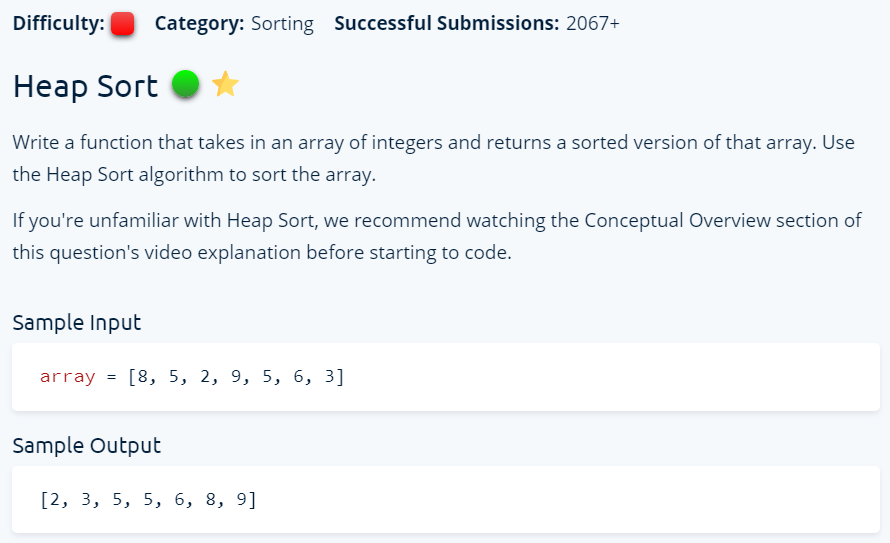 Difficulty: Category: Sorting Successful Submissions: 2067+
Heap Sort
Write a function that takes in an array of integers and returns a sorted version of that array. Use
the Heap Sort algorithm to sort the array.
If you're unfamiliar with Heap Sort, we recommend watching the Conceptual Overview section of
this question's video explanation before starting to code.
Sample Input
array = [8, 5, 2, 9, 5, 6, 3]
Sample Output
[2, 3, 5, 5, 6, 8, 9]